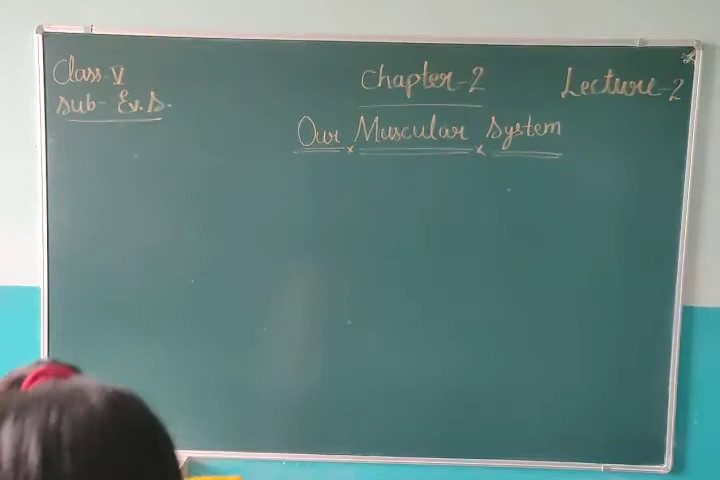 Class-V
Sub- Ev.S.
Chapter-2
Lecture-2
Our Muscular System